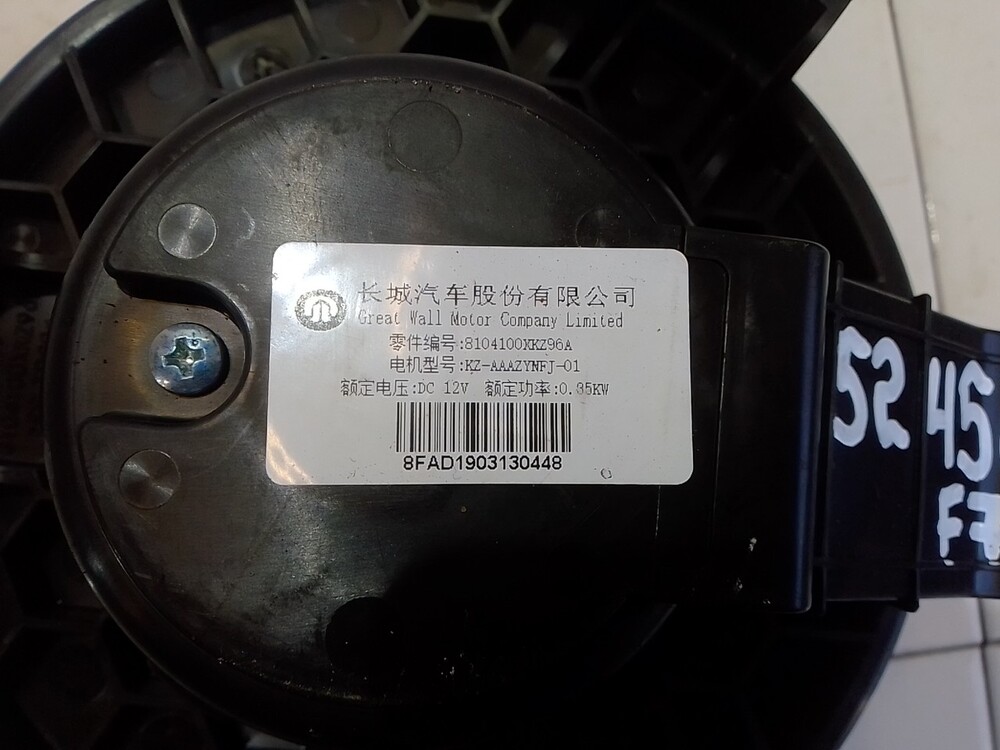 长城汽车股份有限公司
Great Wall Motor Company Limited
零件编号:8104100XKZ96A
电机型号:KZ-AAAZYNFJ-01
额定电压:DC 12V 额定功率:0.35KW
8FAD1903130448
52
45
F7